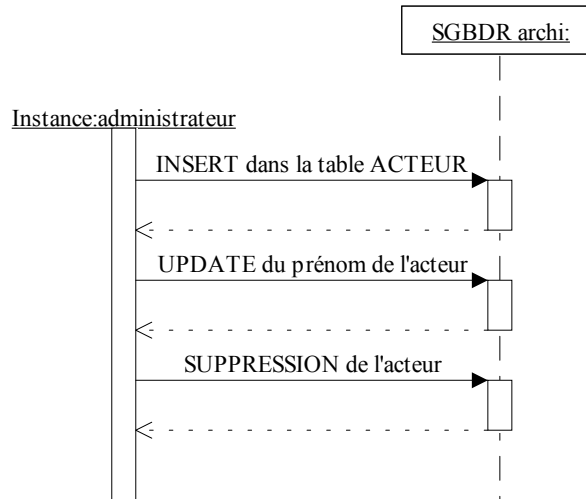 SGBDR archi:
Instance:administrateur
INSERT dans la table ACTEUR
UPDATE du prénom de l'acteur
SUPPRESSION de l'acteur